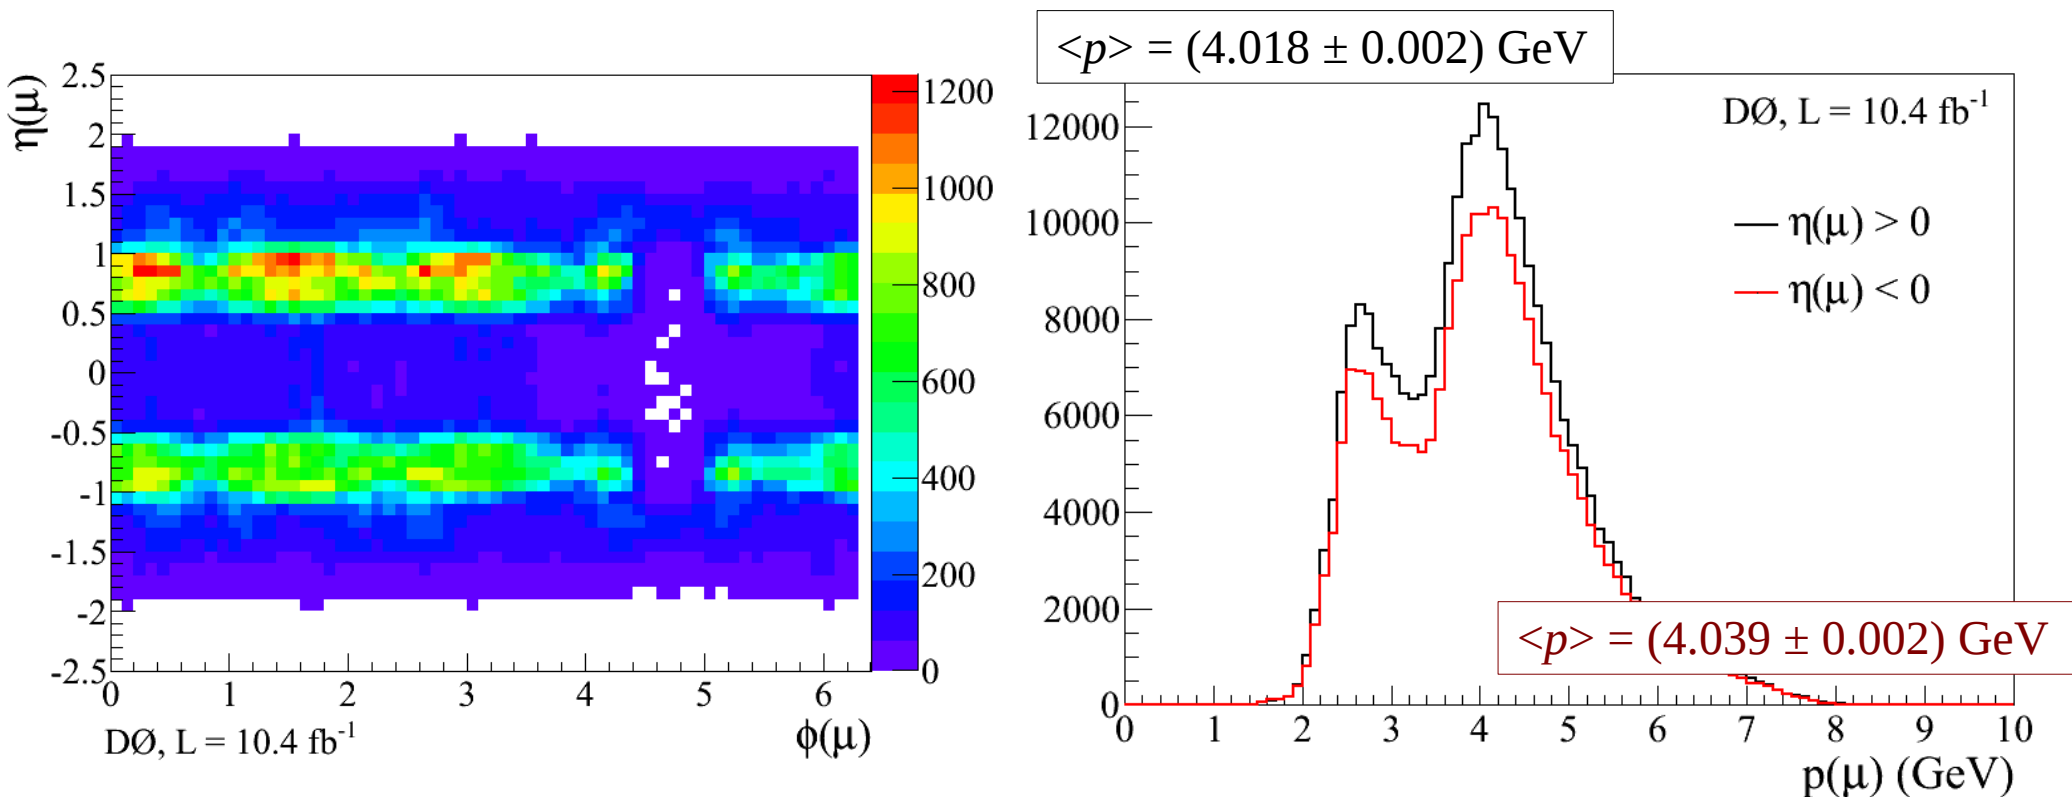 <p> = (4.018 ± 0.002) GeV
η(μ)
2.5
2
1.5
1
0.5
0
-0.5
-1
-1.5
-2
-2.5
0 1 2 3 4 5 6
ϕ(μ)
DØ, L = 10.4 fb⁻¹
1200
1000
800
600
400
200
0
DØ, L = 10.4 fb⁻¹
η(μ) > 0
η(μ) < 0
12000
10000
8000
6000
4000
2000
0
<p> = (4.039 ± 0.002) GeV
0 1 2 3 4 5 6 7 8 9 10
p(μ) (GeV)